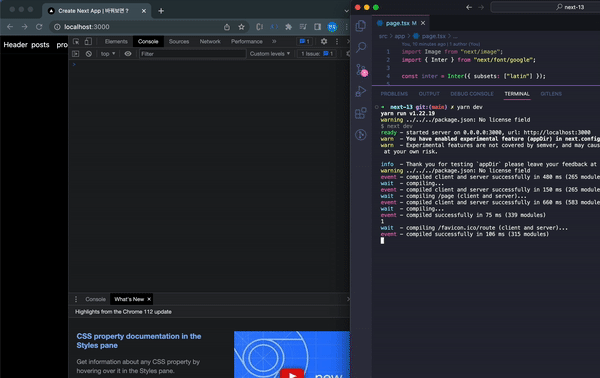 Create Next App | 바뀌보면 ?
next-13
localhost:3000
Header posts pro
Elements Console Sources Network Performance 1
top Filter Custom levels 1 Issue: 1
page.tsx M
src > app > page.tsx > ...
You, 16 minutes ago | 1 author (You)
1 import Image from "next/image";
2 import { Inter } from "next/font/google";
3
4 const inter = Inter({ subsets: ["latin"] });
PROBLEMS OUTPUT DEBUG CONSOLE TERMINAL GITLENS
→ next-13 git:(main) ✗ yarn dev
yarn run v1.22.19
warning ../../../package.json: No license field
$ next dev
ready - started server on 0.0.0.0:3000, url: http://localhost:3000
warn - You have enabled experimental feature (appDir) in next.config
warn - Experimental features are not covered by semver, and may caus
at your own risk.
info - Thank you for testing `appDir` please leave your feedback at
warning ../../../package.json: No license field
event - compiled client and server successfully in 480 ms (265 module
wait - compiling...
event - compiled client and server successfully in 150 ms (265 module
wait - compiling /page (client and server)...
event - compiled client and server successfully in 660 ms (583 module
wait - compiling...
event - compiled successfully in 75 ms (339 modules)
1
wait - compiling /favicon.ico/route (client and server)...
event - compiled successfully in 106 ms (315 modules)
Console What's New
Highlights from the Chrome 112 update
CSS property documentation in the
Styles pane
Get information about any CSS property by
hovering over it in the Styles pane.
new